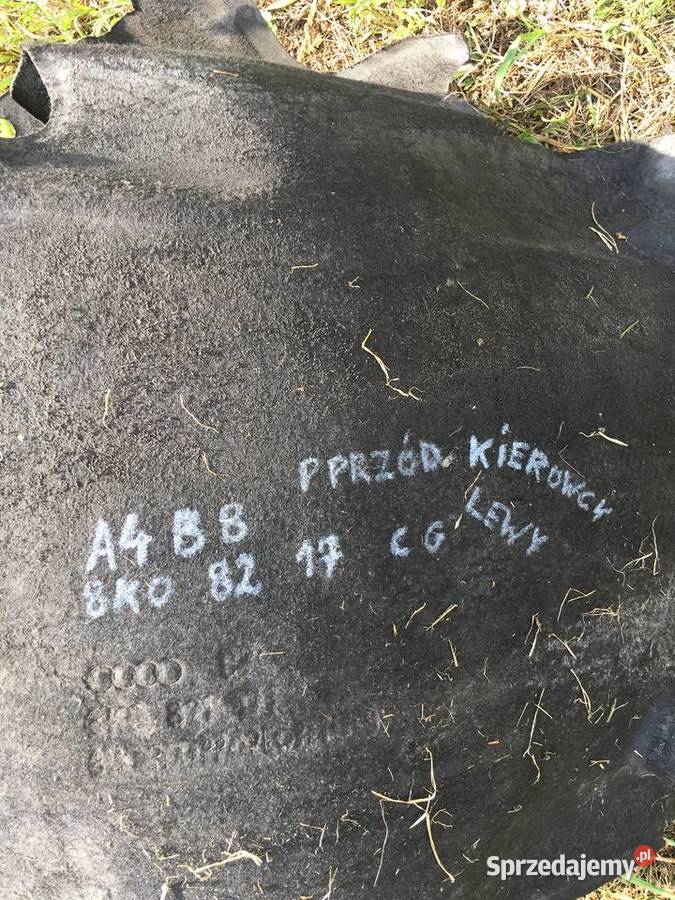 P PRZÓD KIEROWCY
LEWY
A4 B8
8K0 82 17 CG
Sprzedajemy.pl